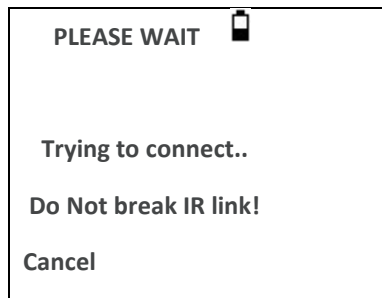 PLEASE WAIT
Trying to connect..
Do Not break IR link!
Cancel